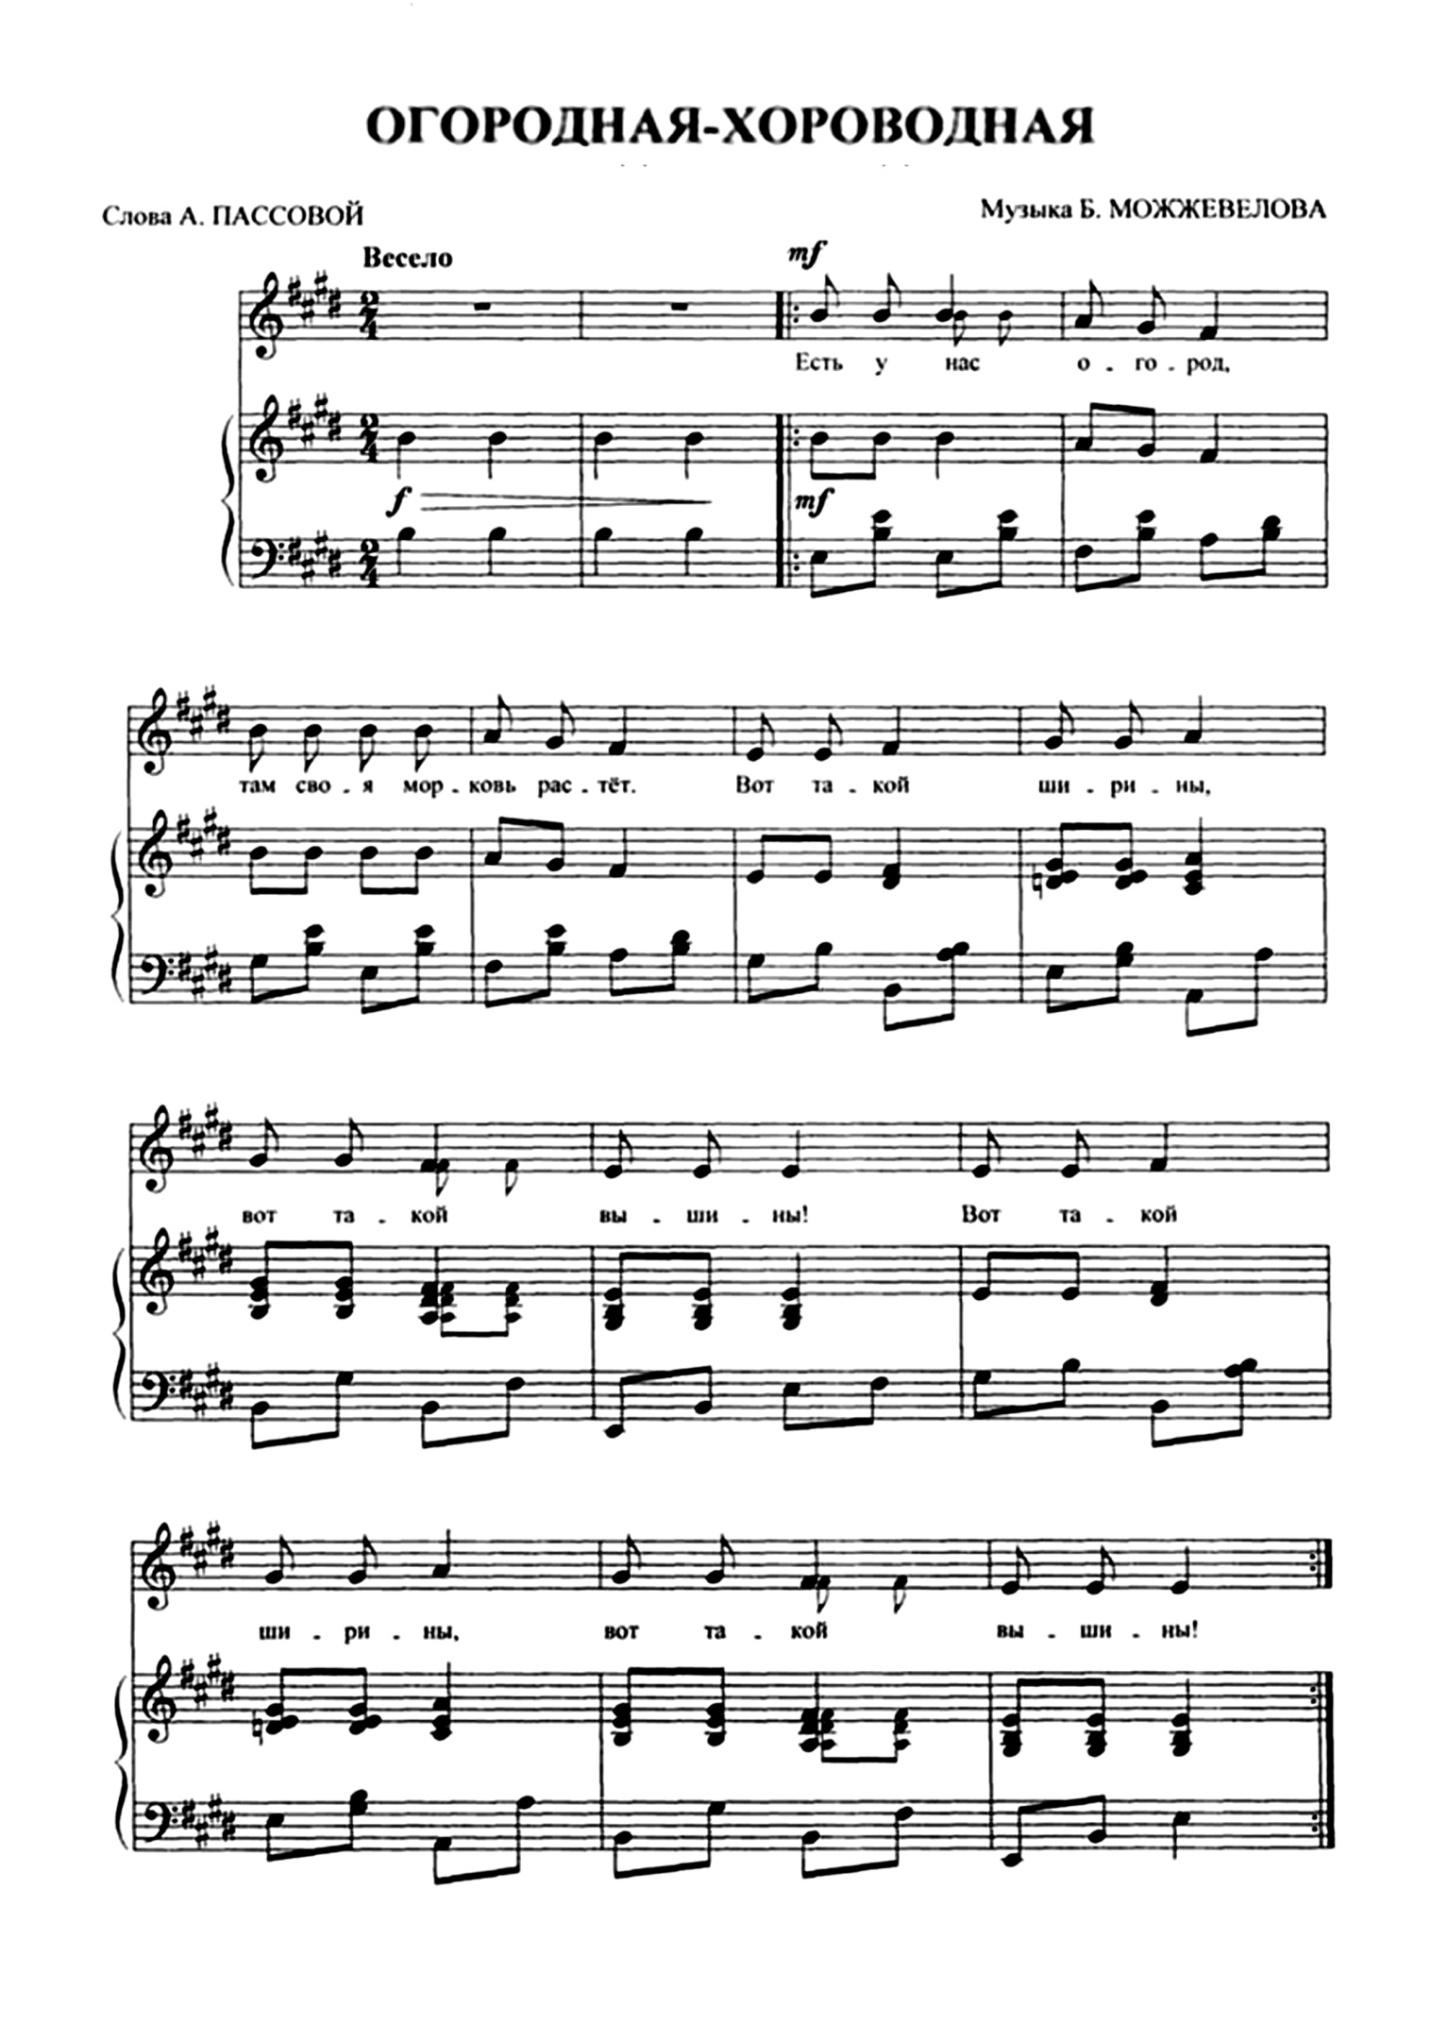 ОГОРОДНАЯ-ХОРОВОДНАЯ
Слова А. ПАССОВОЙ
Музыка Б. МОЖЖЕВЕЛОВА
Весело
mf
Есть у нас о - го - род,
f
mf
там сво - я мор - ковь рас - тёт. Вот та - кой ши - ри - ны,
вот та - кой вы - ши - ны! Вот та - кой
ши - ри - ны, вот та - кой вы - ши - ны!